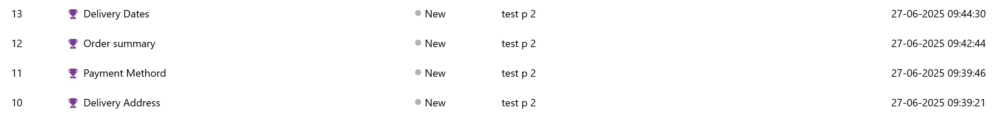 13 Delivery Dates New test p 2 27-06-2025 09:44:30
12 Order summary New test p 2 27-06-2025 09:42:44
11 Payment Methord New test p 2 27-06-2025 09:39:46
10 Delivery Address New test p 2 27-06-2025 09:39:21